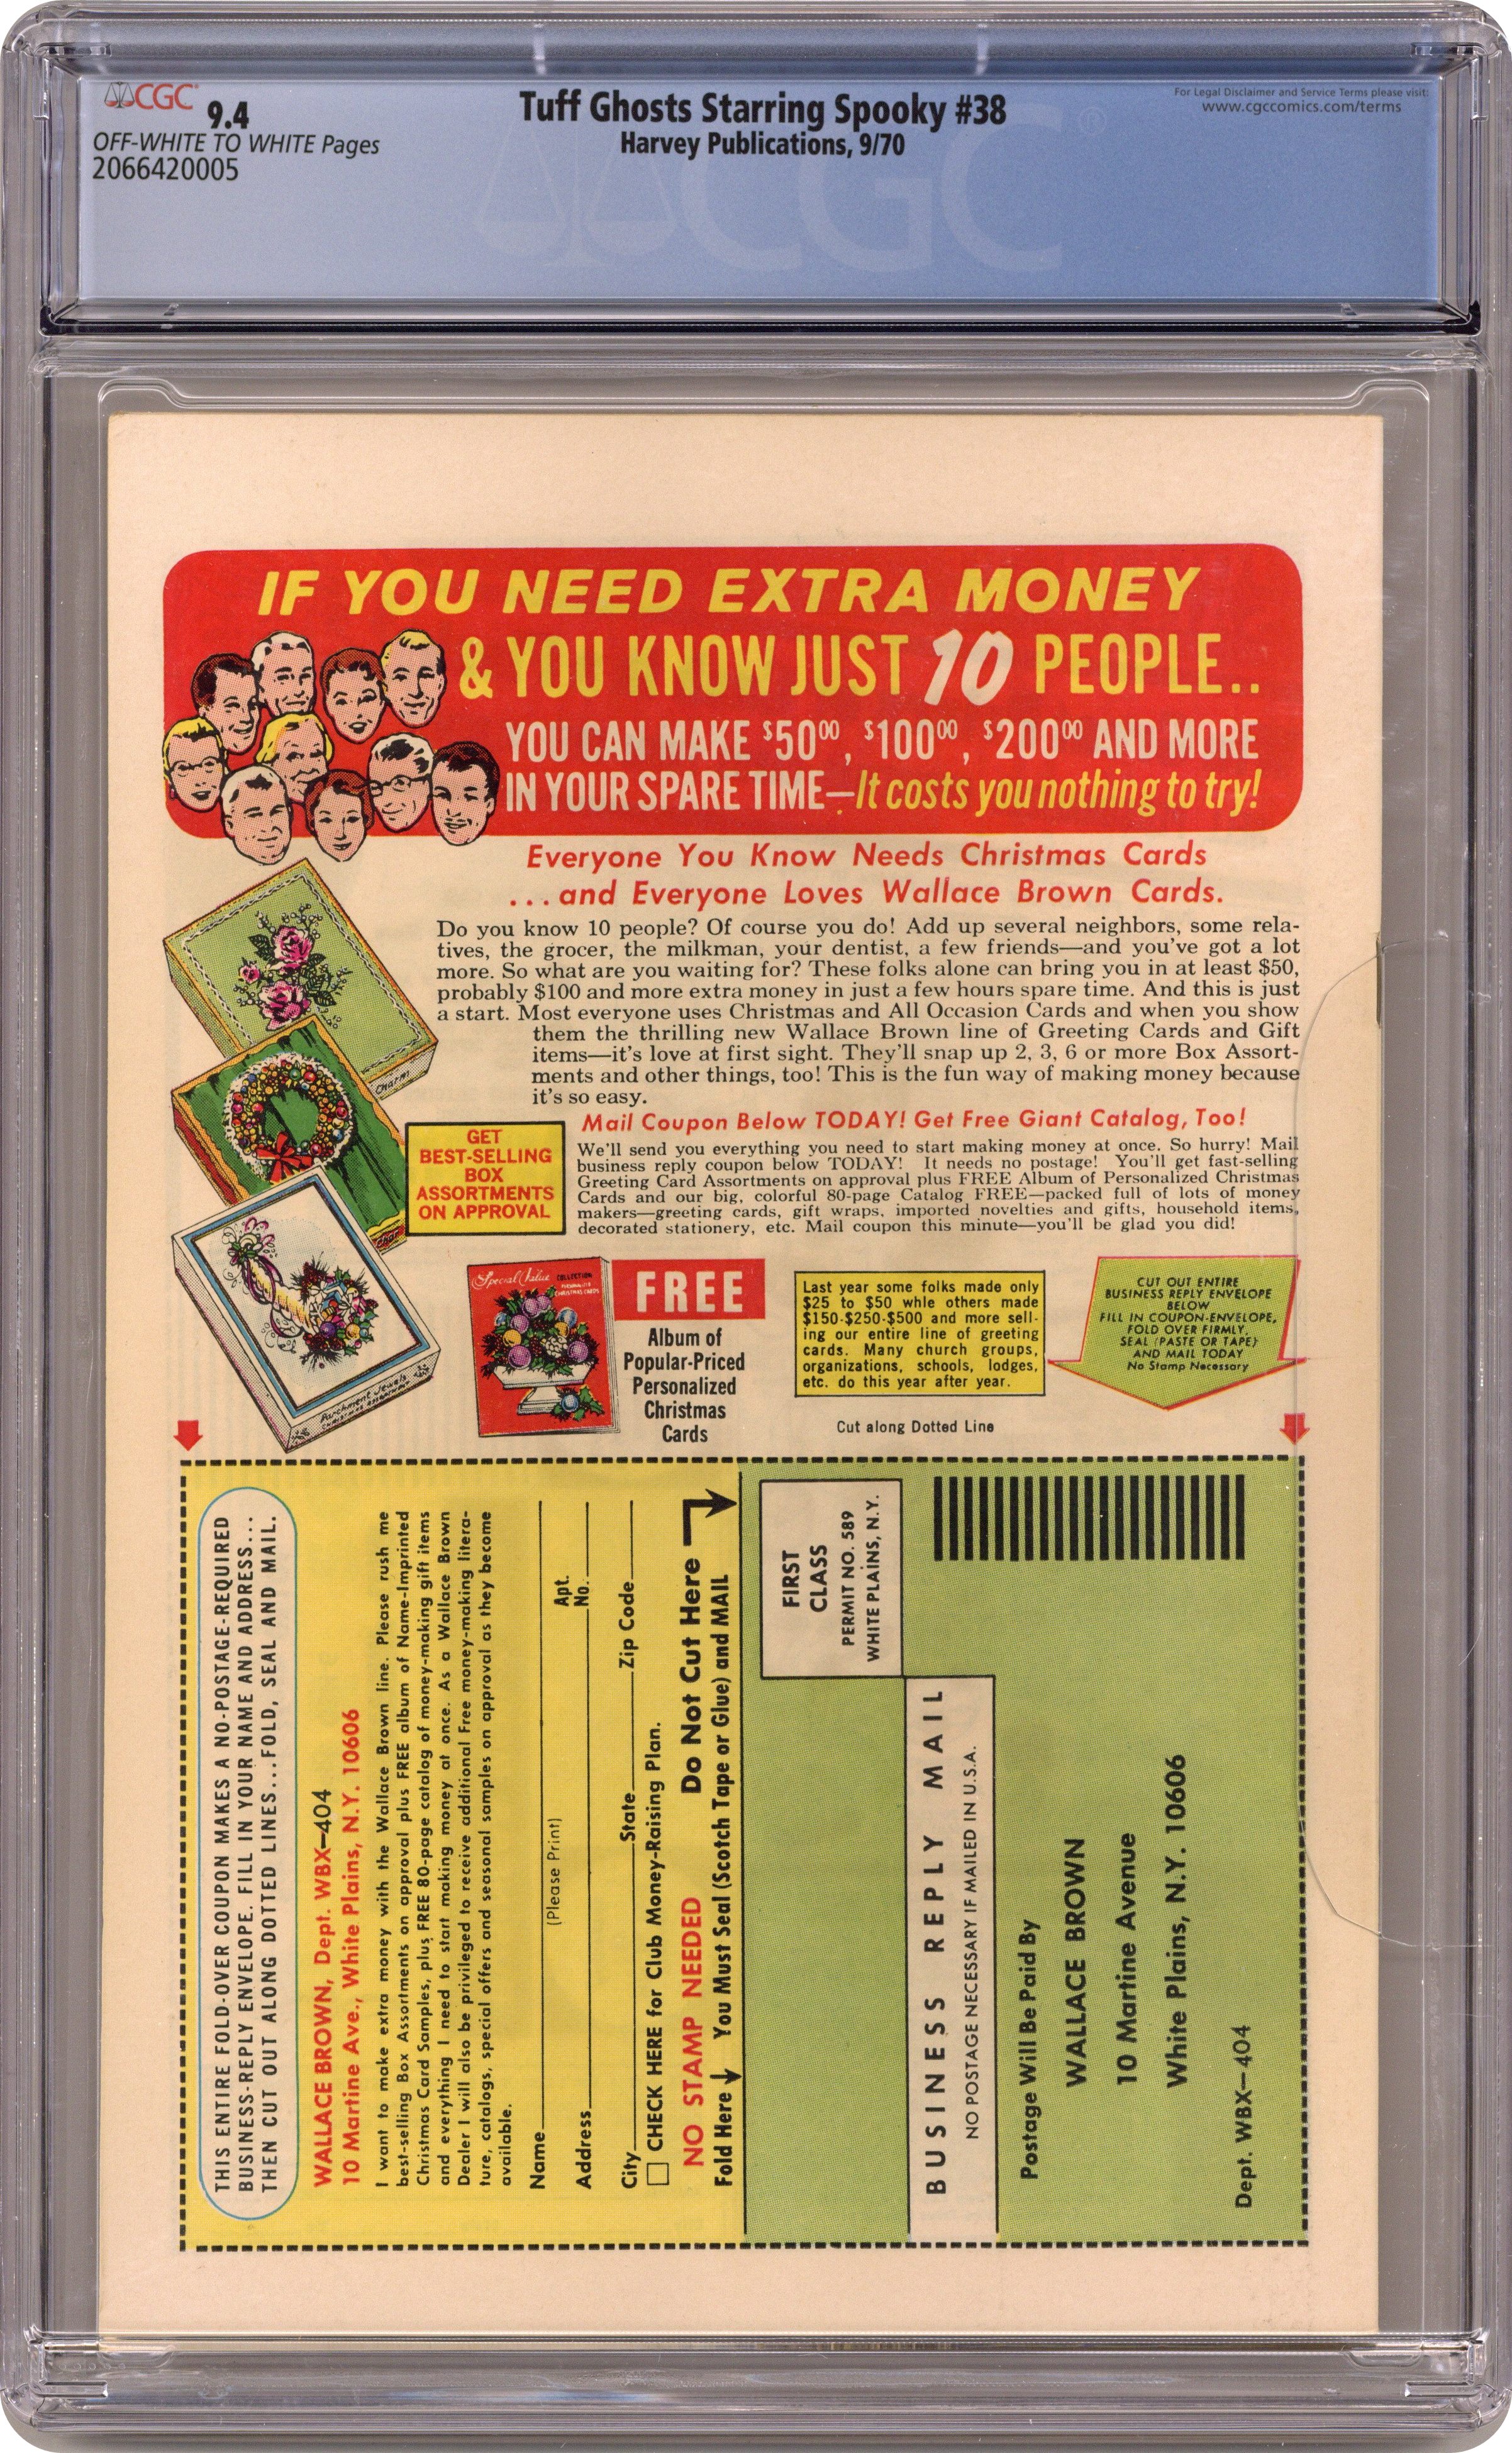 CGC
9.4
OFF-WHITE TO WHITE Pages
2066420005
Tuff Ghosts Starring Spooky #38
Harvey Publications, 9/70
For Legal Disclaimer and Service Terms please visit:
www.cgccomics.com/terms
CGC
IF YOU NEED EXTRA MONEY
& YOU KNOW JUST 10 PEOPLE..
YOU CAN MAKE $50⁰⁰, $100⁰⁰, $200⁰⁰ AND MORE
IN YOUR SPARE TIME—It costs you nothing to try!
Everyone You Know Needs Christmas Cards
...and Everyone Loves Wallace Brown Cards.
Do you know 10 people? Of course you do! Add up several neighbors, some rela-
tives, the grocer, the milkman, your dentist, a few friends—and you've got a lot
more. So what are you waiting for? These folks alone can bring you in at least $50,
probably $100 and more extra money in just a few hours spare time. And this is just
a start. Most everyone uses Christmas and All Occasion Cards and when you show
them the thrilling new Wallace Brown line of Greeting Cards and Gift
items—it's love at first sight. They'll snap up 2, 3, 6 or more Box Assort-
ments and other things, too! This is the fun way of making money because
it's so easy.
Charm
GET
BEST-SELLING
BOX
ASSORTMENTS
ON APPROVAL
Mail Coupon Below TODAY! Get Free Giant Catalog, Too!
We'll send you everything you need to start making money at once. So hurry! Mail
business reply coupon below TODAY! It needs no postage! You'll get fast-selling
Greeting Card Assortments on approval plus FREE Album of Personalized Christmas
Cards and our big, colorful 80-page Catalog FREE—packed full of lots of money
makers—greeting cards, gift wraps, imported novelties and gifts, household items,
decorated stationery, etc. Mail coupon this minute—you'll be glad you did!
Parchment Jewels
CHRISTMAS ASSORTMENT
Special Value COLLECTION
PERSONALIZED
CHRISTMAS CARDS
FREE
Album of
Popular-Priced
Personalized
Christmas
Cards
Last year some folks made only
$25 to $50 whle others made
$150-$250-$500 and more sell-
ing our entire line of greeting
cards. Many church groups,
organizations, schools, lodges,
etc. do this year after year.
CUT OUT ENTIRE
BUSINESS REPLY ENVELOPE
BELOW
FILL IN COUPON-ENVELOPE,
FOLD OVER FIRMLY,
SEAL (PASTE OR TAPE)
AND MAIL TODAY
No Stamp Necessary
Cut along Dotted Line
THIS ENTIRE FOLD-OVER COUPON MAKES A NO-POSTAGE-REQUIRED
BUSINESS-REPLY ENVELOPE. FILL IN YOUR NAME AND ADDRESS...
THEN CUT OUT ALONG DOTTED LINES...FOLD, SEAL AND MAIL.
WALLACE BROWN, Dept. WBX—404
10 Martine Ave., White Plains, N.Y. 10606
I want to make extra money with the Wallace Brown line. Please rush me
best-selling Box Assortments on approval plus FREE album of Name-Imprinted
Christmas Card Samples, plus FREE 80-page catalog of money-making gift items
and everything I need to start making money at once. As a Wallace Brown
Dealer I will also be privileged to receive additional Free money-making litera-
ture, catalogs, special offers and seasonal samples on approval as they become
available.
Name
(Please Print)
Apt.
Address No.
City State Zip Code
CHECK HERE for Club Money-Raising Plan.
NO STAMP NEEDED Do Not Cut Here
Fold Here You Must Seal (Scotch Tape or Glue) and MAIL
FIRST
CLASS
PERMIT NO. 589
WHITE PLAINS, N.Y.
BUSINESS REPLY MAIL
NO POSTAGE NECESSARY IF MAILED IN U.S.A.
Postage Will Be Paid By
WALLACE BROWN
10 Martine Avenue
White Plains, N.Y. 10606
Dept. WBX—404